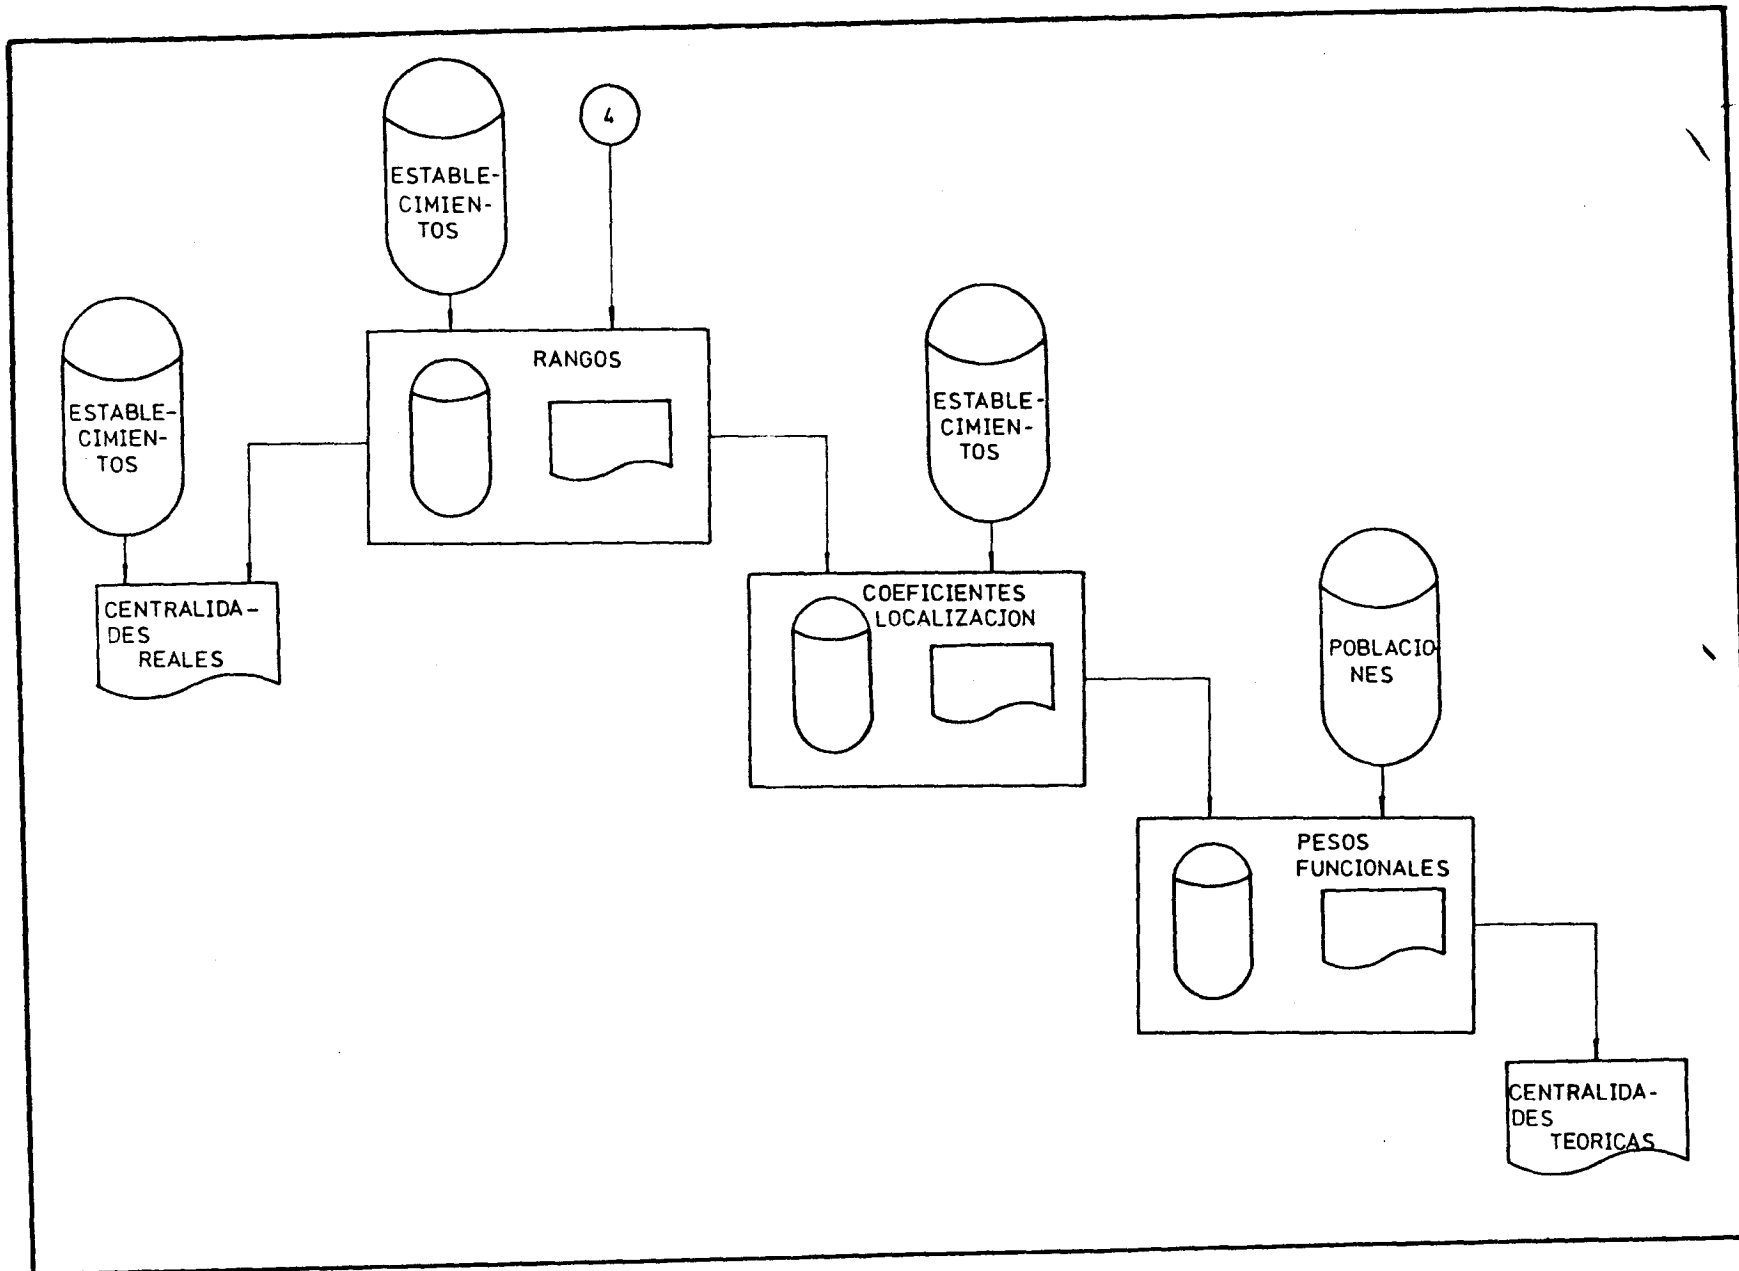 4
ESTABLE-
CIMIEN-
TOS
RANGOS
ESTABLE-
CIMIEN-
TOS
ESTABLE-
CIMIEN-
TOS
CENTRALIDA-
DES
REALES
COEFICIENTES
LOCALIZACION
POBLACIO-
NES
PESOS
FUNCIONALES
CENTRALIDA-
DES
TEORICAS